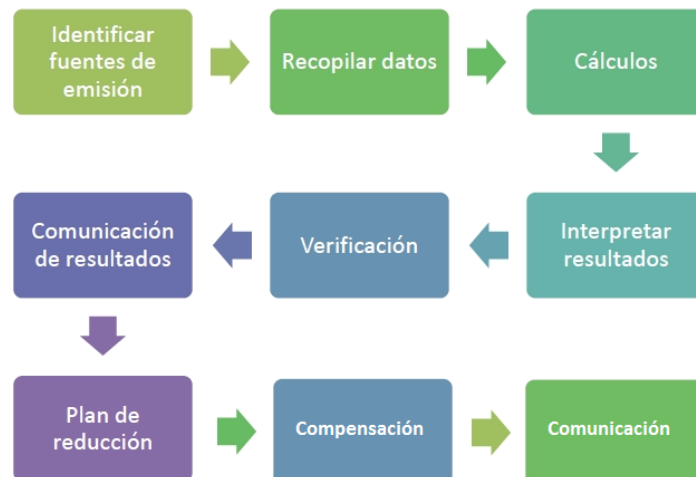 Identificar
fuentes de
emisión
Recopilar datos
Cálculos
Interpretar
resultados
Verificación
Comunicación
de resultados
Plan de
reducción
Compensación
Comunicación